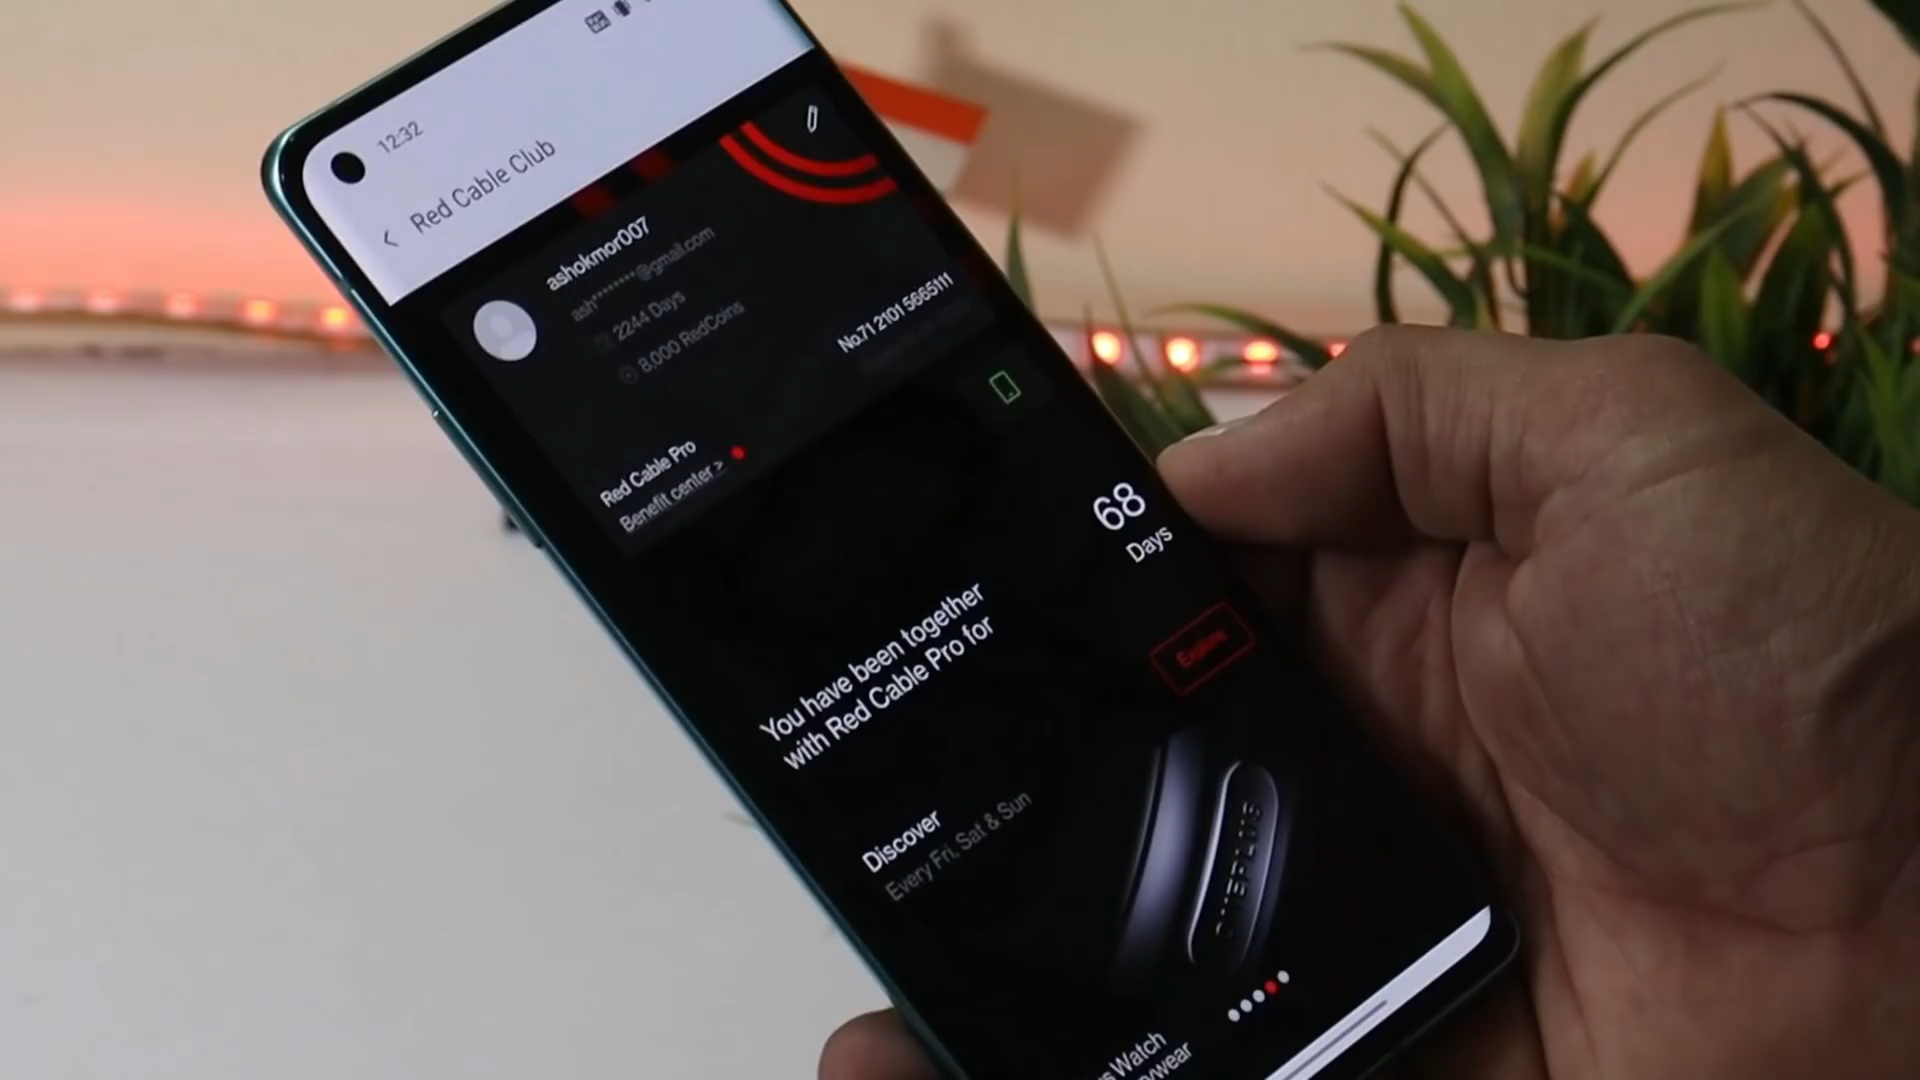 12:32
Red Cable Club
ashokmor007
ash********@gmail.com
2244 Days
8,000 RedCoins
No.71 2101 5665111
Red Cable Pro
Benefit center >
68
Days
You have been together
with Red Cable Pro for
Explore
Discover
Every Fri, Sat & Sun
ONEPLUS
Watch